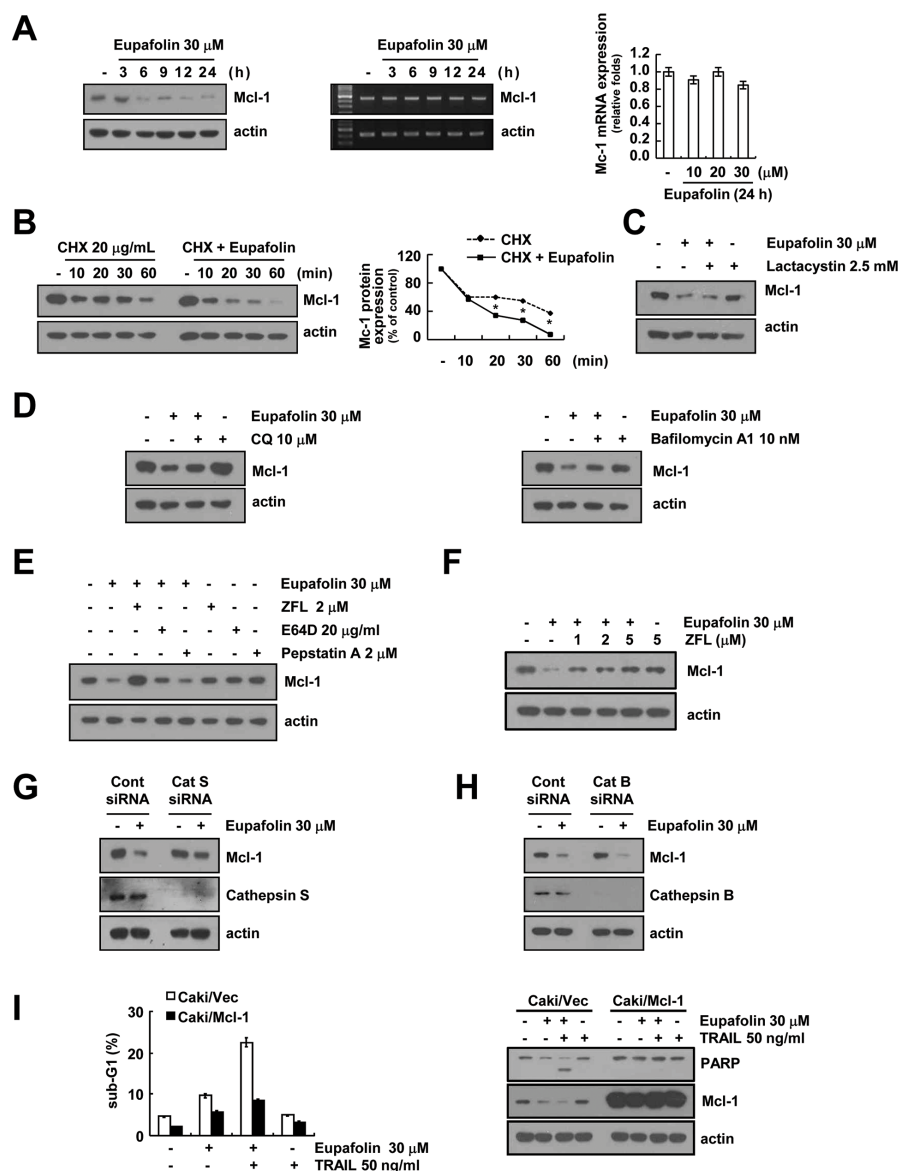 A
Eupafolin 30 μM
- 3 6 9 12 24 (h)
Mcl-1
actin
- 3 6 9 12 24
Mcl-1
actin
Mc-1 mRNA expression
(relative folds)
1.2
1.0
0.8
0.6
0.4
0.2
0
- 10 20 30 (μM)
Eupafolin (24 h)
B
CHX 20 μg/mL CHX + Eupafolin
- 10 20 30 60 - 10 20 30 60 (min)
Mcl-1
actin
CHX
CHX + Eupafolin
Mc-1 protein
expression
(% of control)
120
80
40
0
* * *
- 10 20 30 60 (min)
C
- + + - Eupafolin 30 μM
- - + + Lactacystin 2.5 mM
Mcl-1
actin
D
- + + - Eupafolin 30 μM
- - + + CQ 10 μM
Mcl-1
actin
- + + - Eupafolin 30 μM
- - + + Bafilomycin A1 10 nM
Mcl-1
actin
E
- + + + + - - - Eupafolin 30 μM
- - + - - + - - ZFL 2 μM
- - - + - - + - E64D 20 μg/ml
- - - - + - - + Pepstatin A 2 μM
Mcl-1
actin
F
- + + + + - Eupafolin 30 μM
- - 1 2 5 5 ZFL (μM)
Mcl-1
actin
G
Cont Cat S
siRNA siRNA
- + - + Eupafolin 30 μM
Mcl-1
Cathepsin S
actin
H
Cont Cat B
siRNA siRNA
- + - + Eupafolin 30 μM
Mcl-1
Cathepsin B
actin
I
Caki/Vec
Caki/Mcl-1
sub-G1 (%)
30
20
10
0
- + + - Eupafolin 30 μM
- - + + TRAIL 50 ng/ml
Caki/Vec Caki/Mcl-1
- + + - - + + - Eupafolin 30 μM
- - + + - - + + TRAIL 50 ng/ml
PARP
Mcl-1
actin